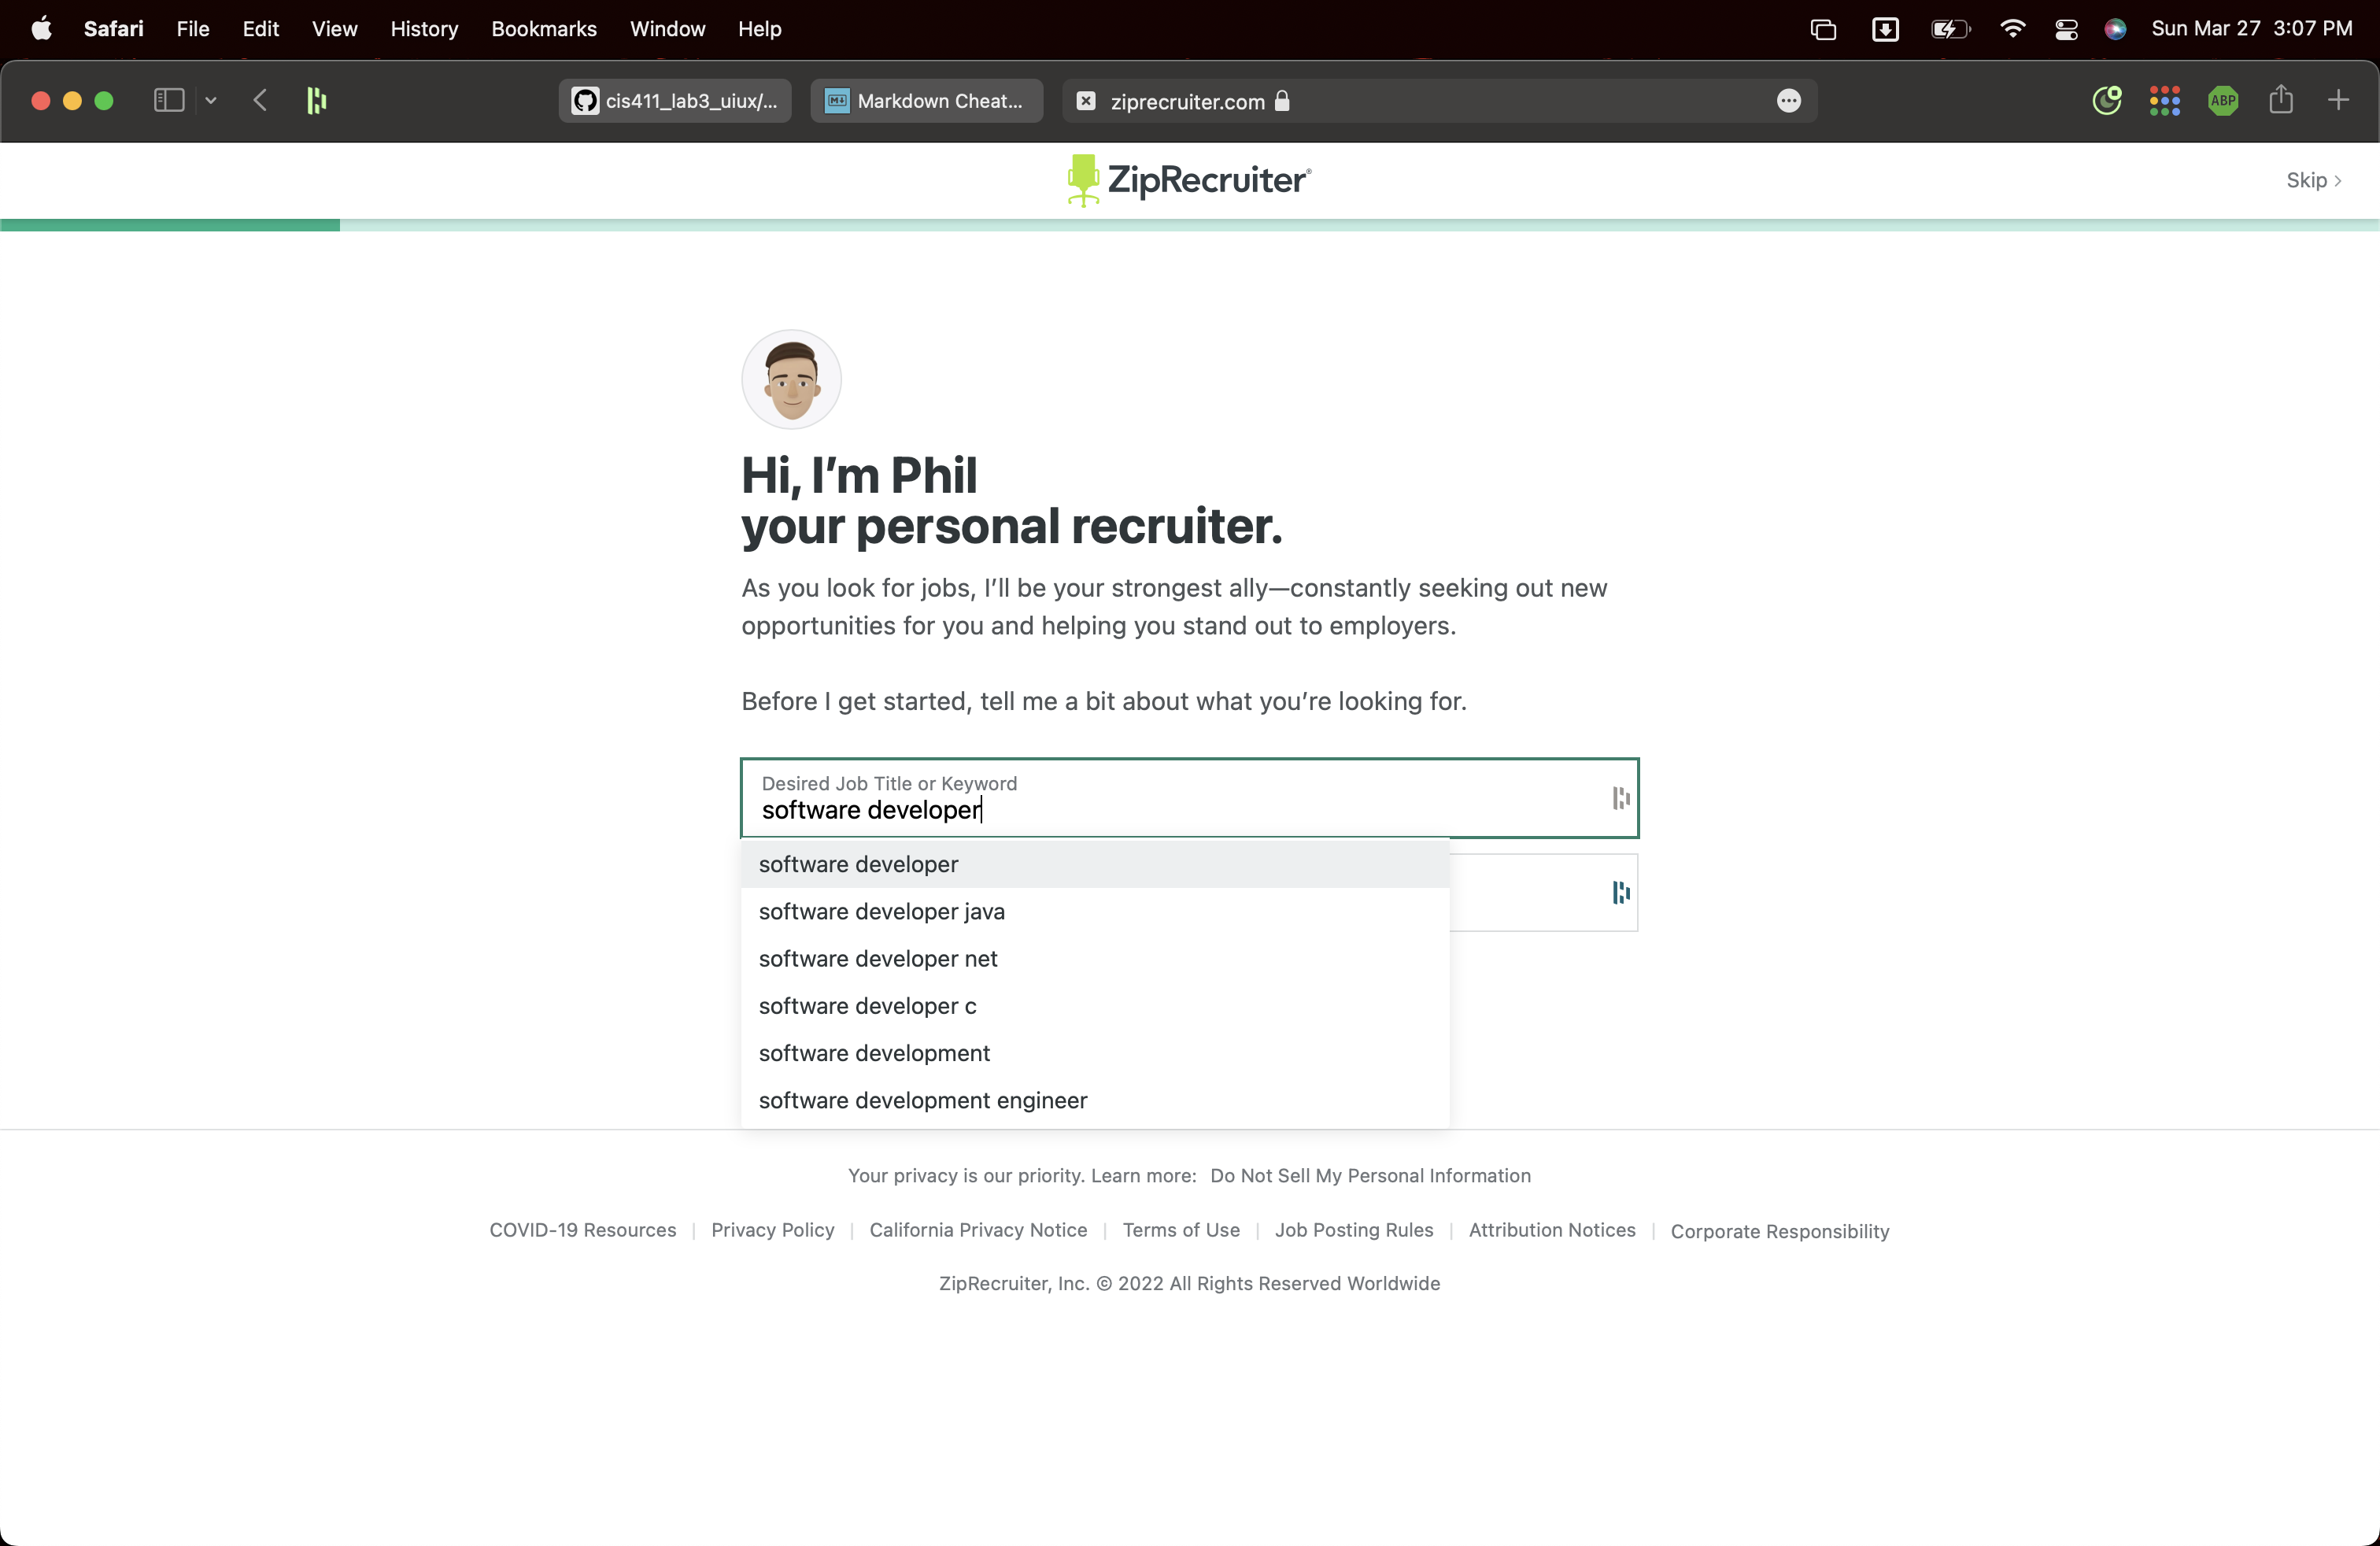 Safari File Edit View History Bookmarks Window Help Sun Mar 27 3:07 PM
cis411_lab3_uiux/... M↓ Markdown Cheat... ziprecruiter.com ABP
ZipRecruiter®
Skip
Hi, I’m Phil
your personal recruiter.
As you look for jobs, I’ll be your strongest ally—constantly seeking out new
opportunities for you and helping you stand out to employers.
Before I get started, tell me a bit about what you’re looking for.
Desired Job Title or Keyword
software developer
software developer
software developer java
software developer net
software developer c
software development
software development engineer
Your privacy is our priority. Learn more: Do Not Sell My Personal Information
COVID-19 Resources | Privacy Policy | California Privacy Notice | Terms of Use | Job Posting Rules | Attribution Notices | Corporate Responsibility
ZipRecruiter, Inc. © 2022 All Rights Reserved Worldwide